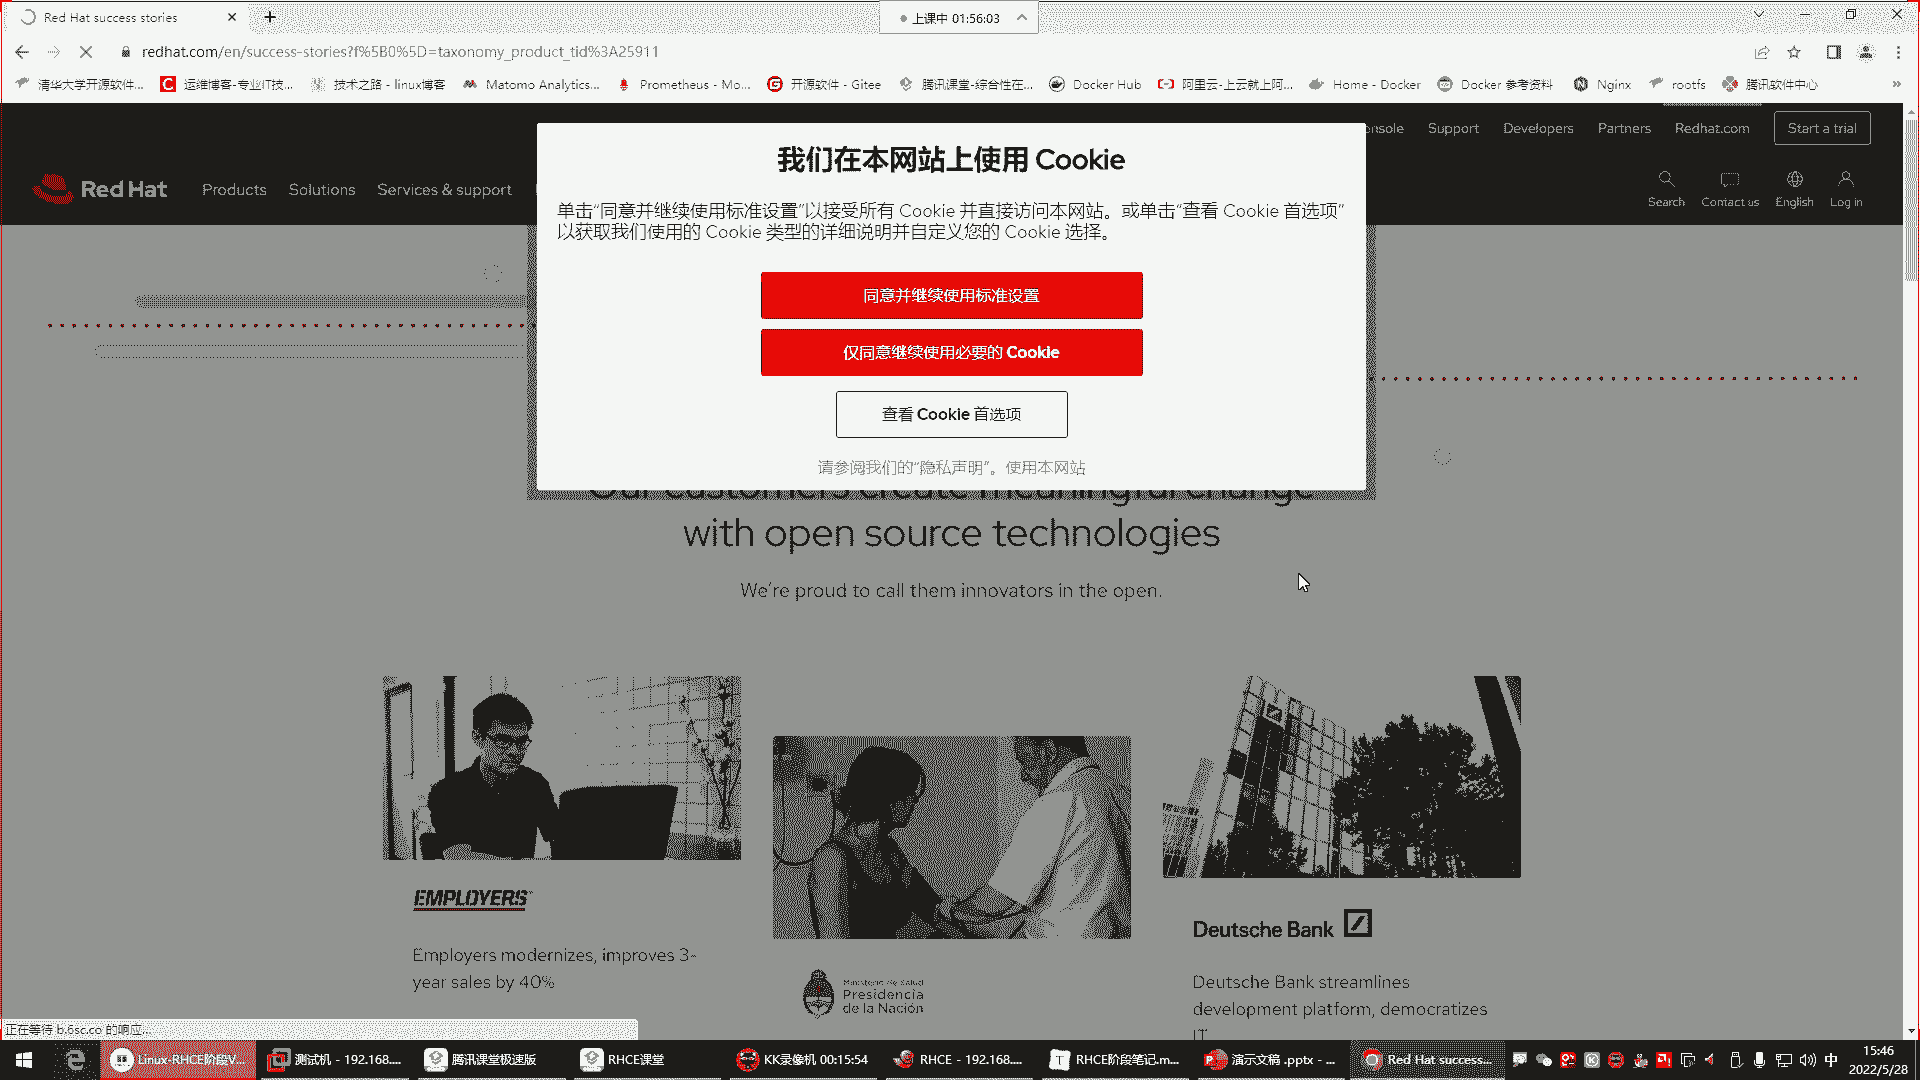 Red Hat success stories
上课中 01:56:03
redhat.com/en/success-stories?f%5B0%5D=taxonomy_product_tid%3A25911
清华大学开源软件...
运维博客-专业IT技...
技术之路 - linux博客
Matomo Analytics...
Prometheus - Mo...
开源软件 - Gitee
腾讯课堂-综合性在...
Docker Hub
阿里云-上云就上阿...
Home - Docker
Docker 参考资料
Nginx
rootfs
腾讯软件中心
Support
Developers
Partners
Redhat.com
Start a trial
Red Hat
Products
Solutions
Services & support
Search
Contact us
English
Log in
我们在本网站上使用 Cookie
单击“同意并继续使用标准设置”以接受所有 Cookie 并直接访问本网站。或单击“查看 Cookie 首选项”
以获取我们使用的 Cookie 类型的详细说明并自定义您的 Cookie 选择。
同意并继续使用标准设置
仅同意继续使用必要的 Cookie
查看 Cookie 首选项
请参阅我们的“隐私声明”。使用本网站
Our customers create meaningful change
with open source technologies
We're proud to call them innovators in the open.
EMPLOYERS
Employers modernizes, improves 3-
year sales by 40%
Ministerio de Salud
Presidencia
de la Nación
Deutsche Bank
Deutsche Bank streamlines
development platform, democratizes
IT
正在等待 b.6sc.co 的响应...
Linux-RHCE阶段V...
测试机 - 192.168....
腾讯课堂极速版
RHCE课堂
KK录像机 00:15:54
RHCE - 192.168....
RHCE阶段笔记.m...
演示文稿 .pptx - ...
Red Hat success...
中
15:46
2022/5/28